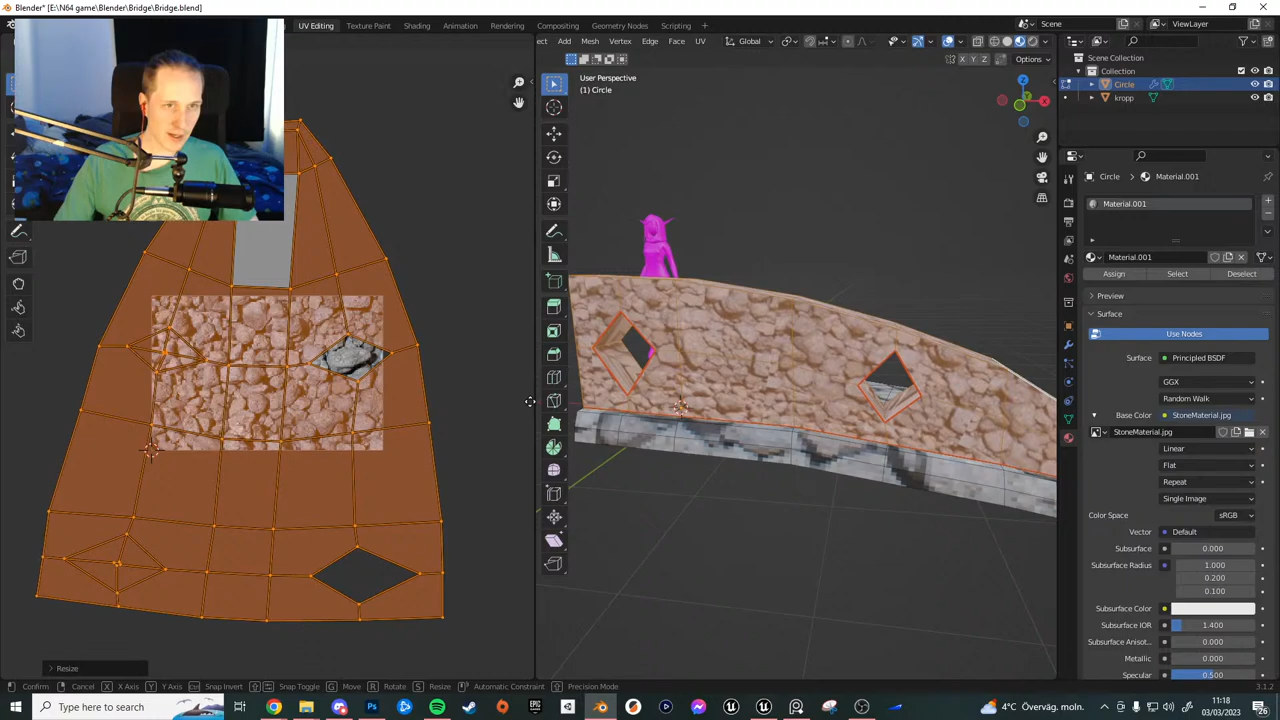 Blender* [E:\N64 game\Blender\Bridge\Bridge.blend]
UV Editing
Texture Paint
Shading
Animation
Rendering
Compositing
Geometry Nodes
Scripting
+
Scene
ViewLayer
ect
Add
Mesh
Vertex
Edge
Face
UV
Global
X
Y
Z
Options
User Perspective
(1) Circle
Scene Collection
Collection
Circle
kropp
Circle
Material.001
Material.001
Material.001
Assign
Select
Deselect
Preview
Surface
Use Nodes
Surface
Principled BSDF
GGX
Random Walk
Base Color
StoneMaterial.jpg
StoneMaterial.jpg
Linear
Flat
Repeat
Single Image
Color Space
sRGB
Vector
Default
Subsurface
0.000
Subsurface Radius
1.000
0.200
0.100
Subsurface Color
Subsurface IOR
1.400
Subsurface Anisot...
0.000
Metallic
0.000
Specular
0.500
Resize
Confirm
Cancel
X
X Axis
Y
Y Axis
Snap Invert
Snap Toggle
G
Move
R
Rotate
S
Resize
Automatic Constraint
Precision Mode
3.1.2
Type here to search
4°C Överväg. moln.
11:18
03/03/2023